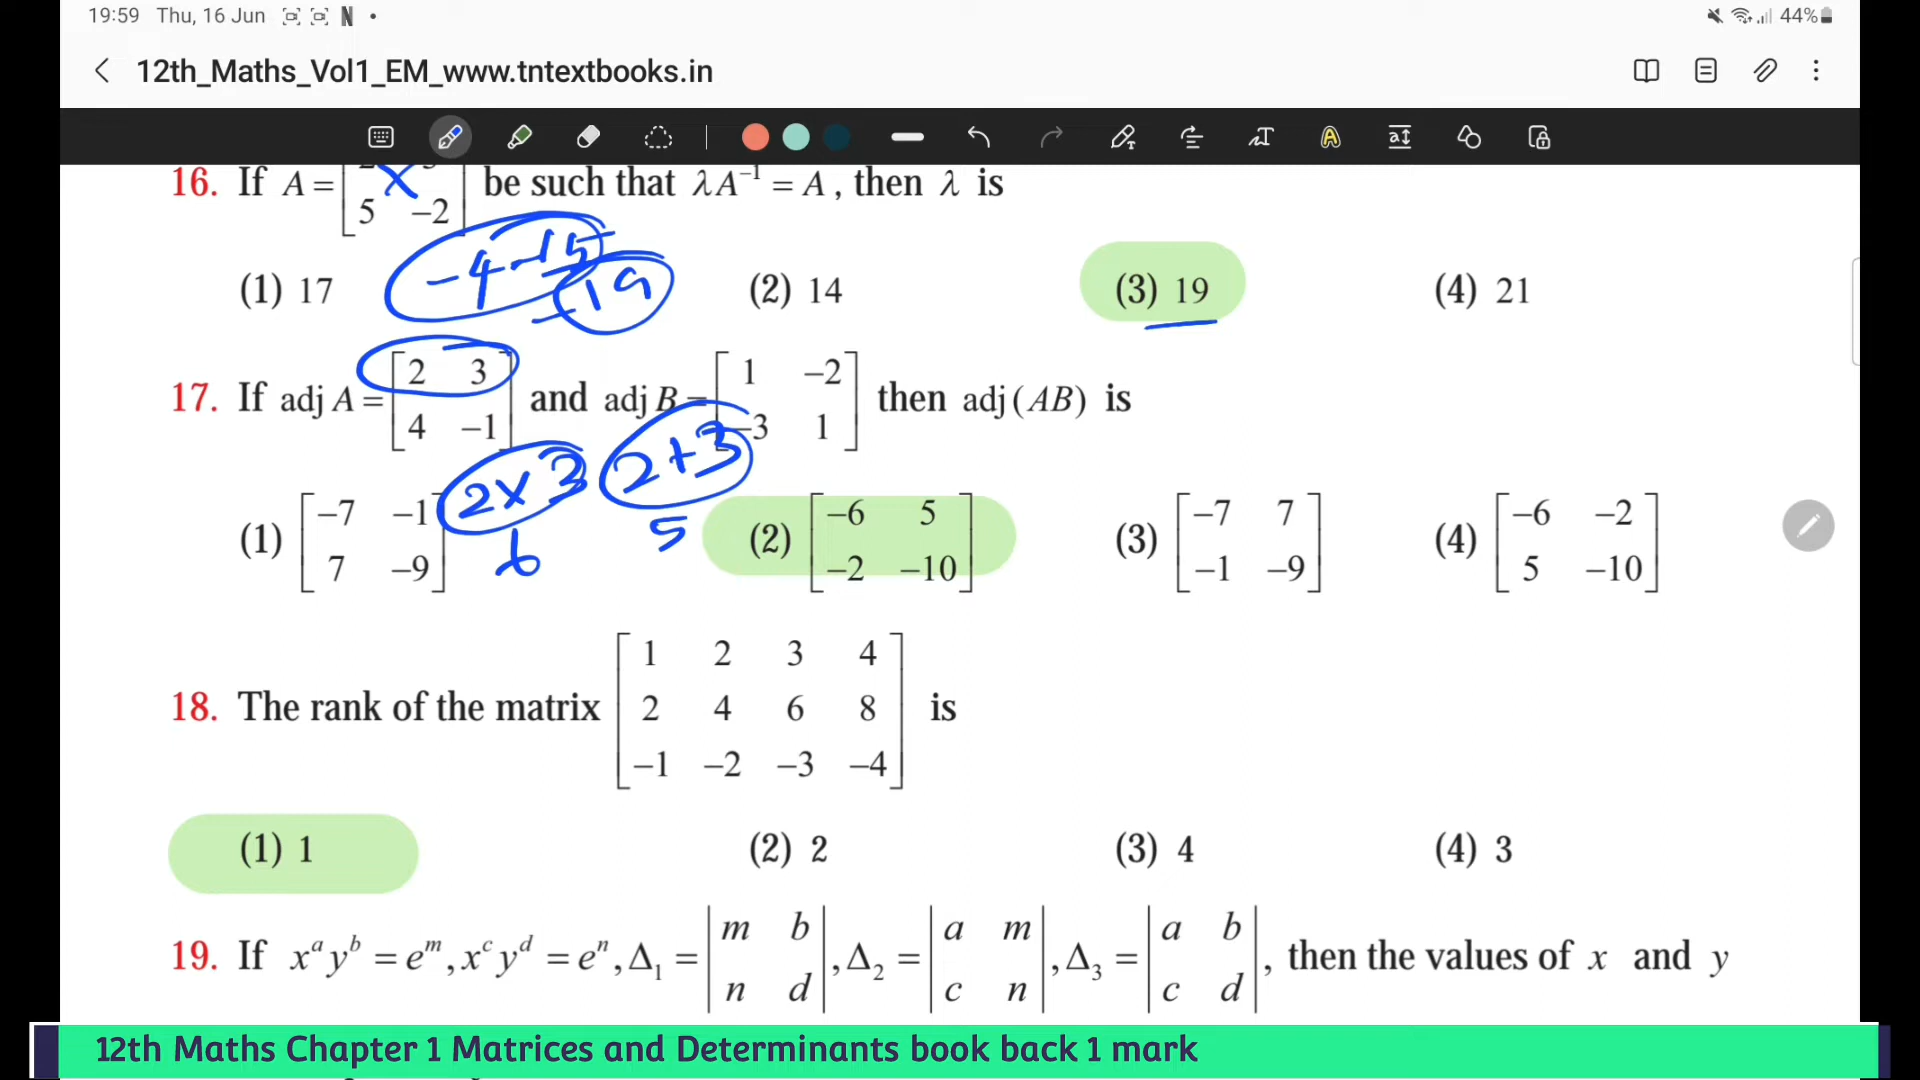 19:59 Thu, 16 Jun N • 44%
12th_Maths_Vol1_EM_www.tntextbooks.in
16. If A = [ 5 −2 ] be such that λA⁻¹ = A, then λ is
x
−4−15
−19
(1) 17 (2) 14 (3) 19 (4) 21
17. If adj A = [2 3; 4 −1] and adj B = [1 −2; −3 1] then adj(AB) is
2×3 2+3
6 5
(1) [−7 −1; 7 −9] (2) [−6 5; −2 −10] (3) [−7 7; −1 −9] (4) [−6 −2; 5 −10]
18. The rank of the matrix [1 2 3 4; 2 4 6 8; −1 −2 −3 −4] is
(1) 1 (2) 2 (3) 4 (4) 3
19. If xᵃyᵇ = eᵐ, xᶜyᵈ = eⁿ, Δ₁ = |m b; n d|, Δ₂ = |a m; c n|, Δ₃ = |a b; c d|, then the values of x and y
12th Maths Chapter 1 Matrices and Determinants book back 1 mark